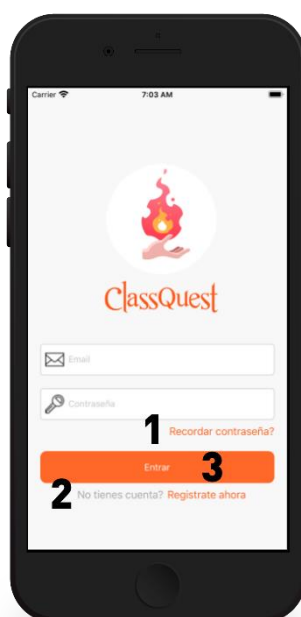 Carrier 7:03 AM
ClassQuest
Email
Contraseña
1 Recordar contraseña?
Entrar 3
2 No tienes cuenta? Registrate ahora